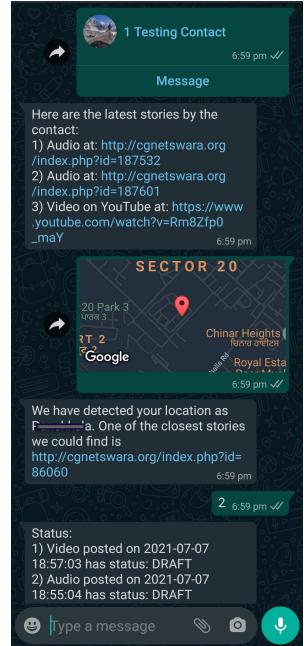 1 Testing Contact
6:59 pm
Message
Here are the latest stories by the
contact:
1) Audio at: http://cgnetswara.org
/index.php?id=187532
2) Audio at: http://cgnetswara.org
/index.php?id=187601
3) Video on YouTube at: https://www
.youtube.com/watch?v=Rm8Zfp0
_maY
6:59 pm
SECTOR 20
20 Park 3
ਪਾਰਕ 3
Chinar Heights
ਚਿਨਾਰ ਹਾਈਟਸ
RT 2
Google
Royal Esta
6:59 pm
We have detected your location as
a. One of the closest stories
we could find is
http://cgnetswara.org/index.php?id=
86060
6:59 pm
2 6:59 pm
Status:
1) Video posted on 2021-07-07
18:57:03 has status: DRAFT
2) Audio posted on 2021-07-07
18:55:04 has status: DRAFT
Type a message